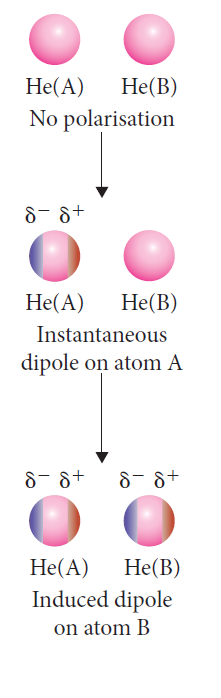 He(A) He(B)
No polarisation
δ− δ+
He(A) He(B)
Instantaneous
dipole on atom A
δ− δ+ δ− δ+
He(A) He(B)
Induced dipole
on atom B